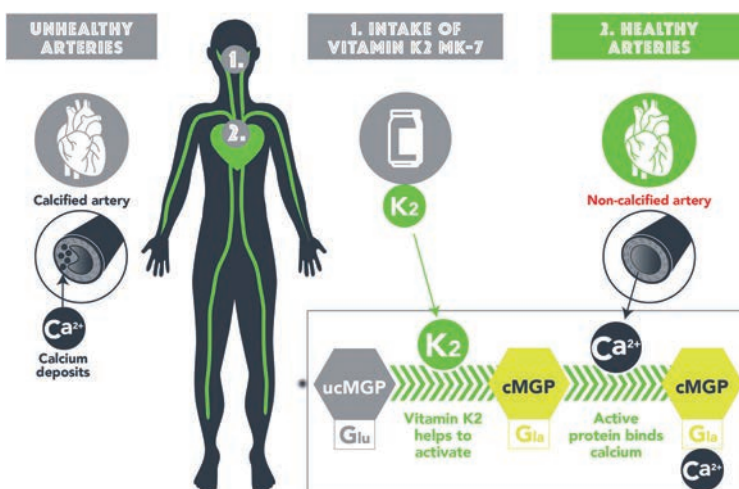 UNHEALTHY
ARTERIES
Calcified artery
Ca2+
Calcium
deposits
1.
2.
1. INTAKE OF
VITAMIN K2 MK-7
C
K2
2. HEALTHY
ARTERIES
Non-calcified artery
ucMGP
Glu
K2
Vitamin K2
helps to
activate
cMGP
Gla
Ca2+
Active
protein binds
calcium
cMGP
Gla
Ca2+